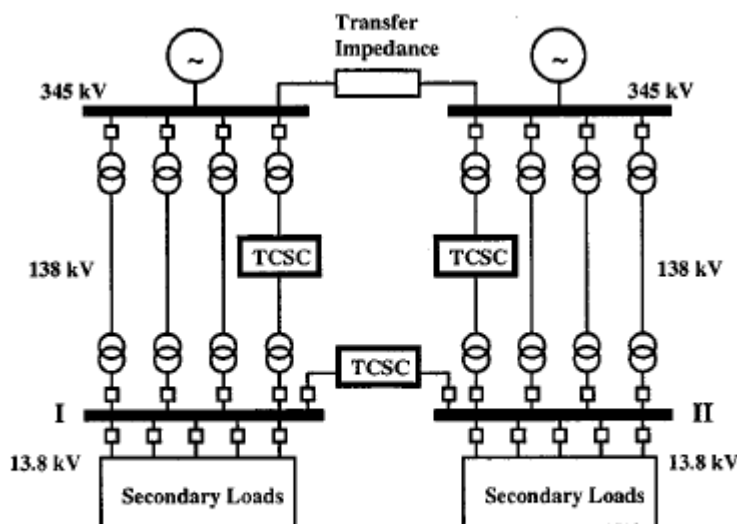 Transfer
Impedance
~
~
345 kV
345 kV
TCSC
TCSC
138 kV
138 kV
TCSC
I
II
13.8 kV
13.8 kV
Secondary Loads
Secondary Loads